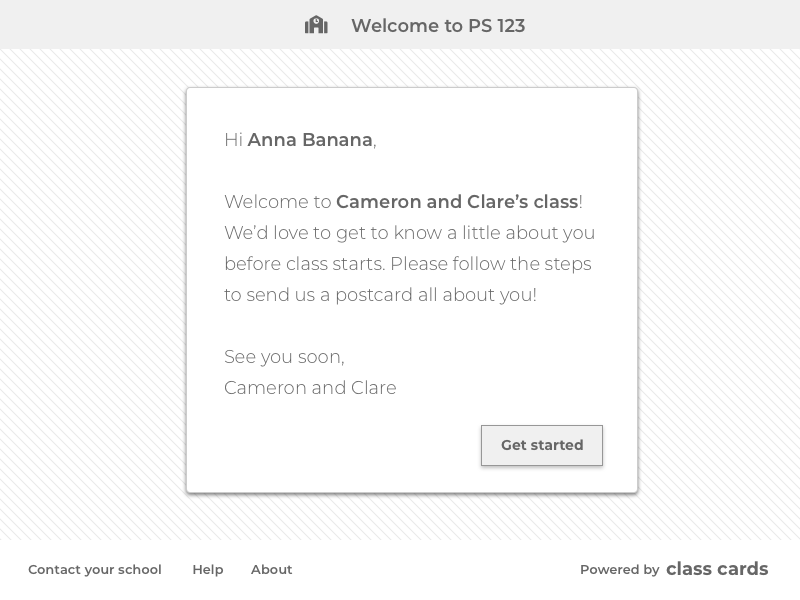 Welcome to PS 123
Hi Anna Banana,
Welcome to Cameron and Clare’s class!
We’d love to get to know a little about you
before class starts. Please follow the steps
to send us a postcard all about you!
See you soon,
Cameron and Clare
Get started
Contact your school Help About Powered by class cards